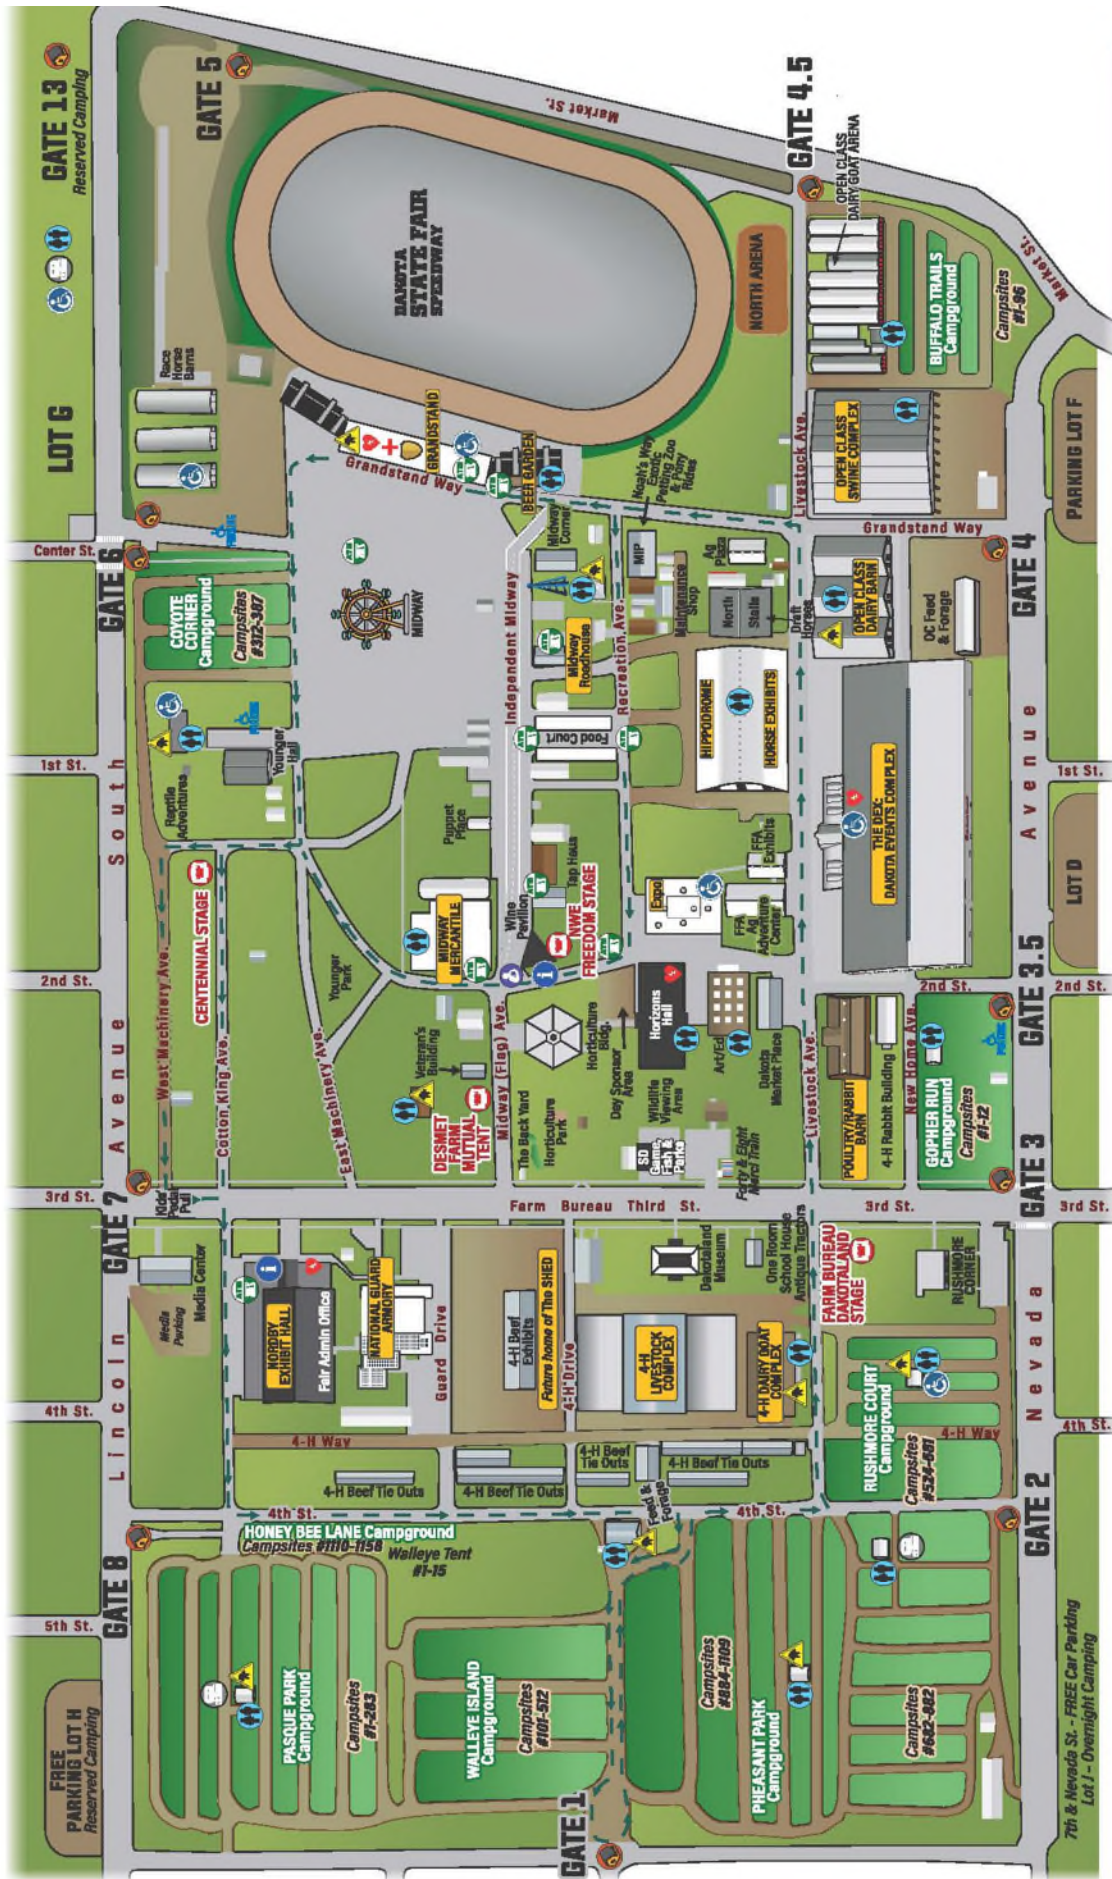 FREE
PARKING LOT H
Reserved Camping
5th St.
GATE 8
4th St.
Lincoln Avenue South
GATE 7
3rd St.
2nd St.
1st St.
GATE 6
Center St.
LOT G
GATE 13
Reserved Camping
GATE 5
Market St.
Race
Horse
Barns
PARKING
COYOTE
CORNER
Campground
Campsites
#312-387
Reptile
Adventures
Younger
Hall
PARKING
West Machinery Ave.
CENTENNIAL STAGE
Cotton King Ave.
Younger
Park
East Machinery Ave.
Kids'
Pedal
Pull
Media Center
Media
Parking
NORDBY
EXHIBIT HALL
Fair Admin Office
NATIONAL GUARD
ARMORY
Guard Drive
4-H Way
4-H Beef Tie Outs
4th St.
HONEY BEE LANE Campground
Campsites #1110-1158
Walleye Tent
#1-15
PASQUE PARK
Campground
Campsites
#1-283
WALLEYE ISLAND
Campground
Campsites
#101-312
GATE 1
DAKOTA
STATE FAIR
SPEEDWAY
GRANDSTAND
Grandstand Way
ATM
BEER GARDEN
MIDWAY
Independent Midway
Midway
Corner
Midway
Roadhouse
Food Court
Puppet
Place
MIDWAY
MERCANTILE
Wine
Pavilion
Tap Haus
NWE
FREEDOM STAGE
Veteran's
Building
DESMET
FARM
MUTUAL
TENT
Midway (Flag) Ave.
The Back Yard
Horticulture
Park
Horticulture
Bldg.
Day Sponsor
Area
Horizons
Hall
Wildlife
Viewing
Area
SD
Game,
Fish &
Parks
Forty & Eight
Merci Train
Art/Ed
Dakota
Market Place
Expo
FFA
Ag
Adventure
Center
FFA
Exhibits
Recreation Ave.
HIPPODROME
HORSE EXHIBITS
North
Stalls
Draft
Horses
Maintenance
Shop
MIP
Ag
Plaza
Noah's Way
Exotic
Petting Zoo
& Pony
Rides
NORTH ARENA
GATE 4.5
OPEN CLASS
DAIRY GOAT ARENA
Farm Bureau Third St.
4-H Beef
Exhibits
Future home of The SHED
4-H Drive
4-H Beef Tie Outs
4-H Beef
Tie Outs
4-H Beef Tie Outs
Feed &
Forage
4-H
LIVESTOCK
COMPLEX
4-H DAIRY GOAT
COMPLEX
Dakotaland
Museum
One Room
School House
Antique Tractors
Livestock Ave.
4th St.
Campsites
#884-1109
PHEASANT PARK
Campground
Campsites
#682-882
FARM BUREAU
DAKOTALAND
STAGE
3rd St.
RUSHMORE
CORNER
RUSHMORE COURT
Campground
Campsites
#524-681
4-H Way
POULTRY/RABBIT
BARN
4-H Rabbit Building
New Home Ave.
2nd St.
GOPHER RUN
Campground
Campsites
#1-12
PARKING
THE DEX:
DAKOTA EVENTS COMPLEX
OPEN CLASS
DAIRY BARN
OC Feed
& Forage
Livestock Ave.
Grandstand Way
OPEN CLASS
SWINE COMPLEX
BUFFALO TRAILS
Campground
Campsites
#1-96
Market St.
PARKING LOT F
GATE 4
1st St.
LOT D
GATE 3.5
2nd St.
GATE 3
3rd St.
Nevada Avenue
4th St.
GATE 2
7th & Nevada St. - FREE Car Parking
Lot J - Overnight Camping